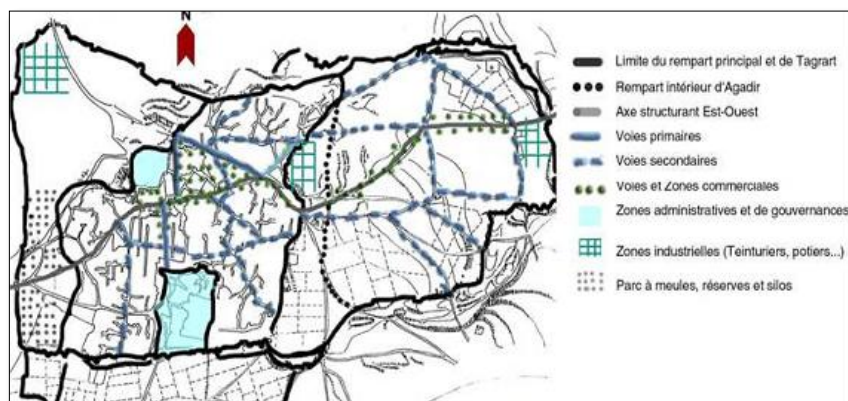 N
Limite du rempart principal et de Tagrart
Rempart intérieur d'Agadir
Axe structurant Est-Ouest
Voies primaires
Voies secondaires
Voies et Zones commerciales
Zones administratives et de gouvernances
Zones industrielles (Teinturiers, potiers...)
Parc à meules, réserves et silos